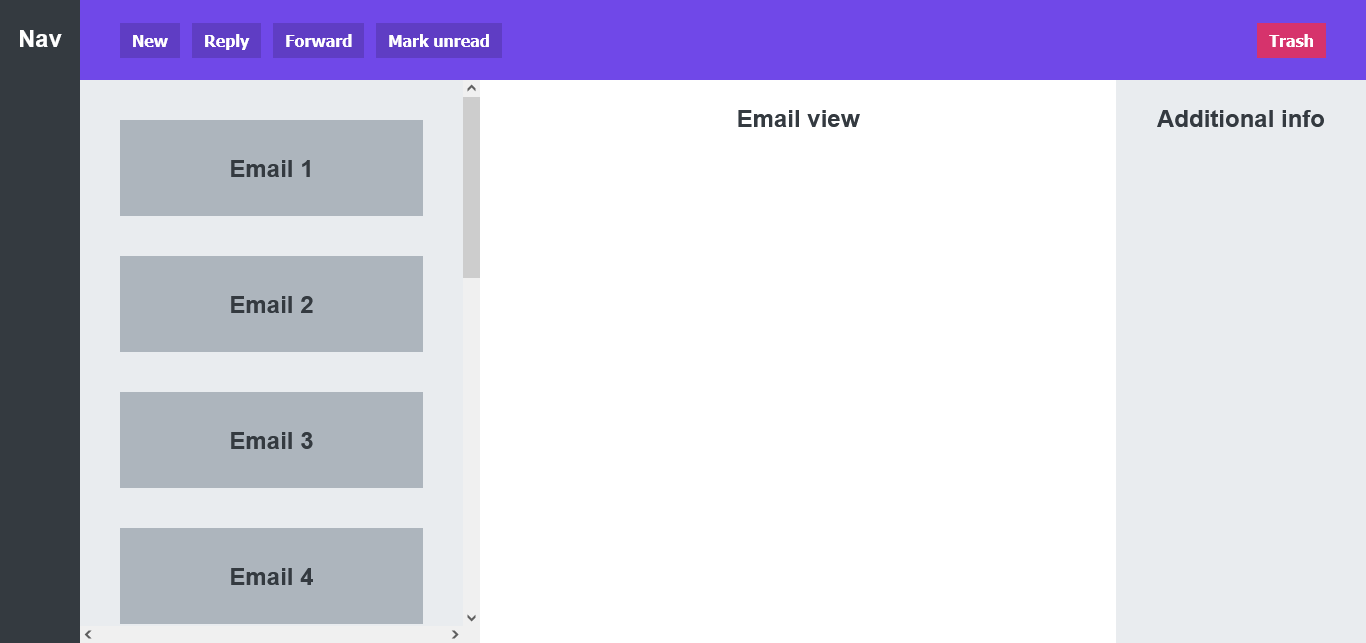 Nav
New
Reply
Forward
Mark unread
Trash
Email 1
Email 2
Email 3
Email 4
Email view
Additional info